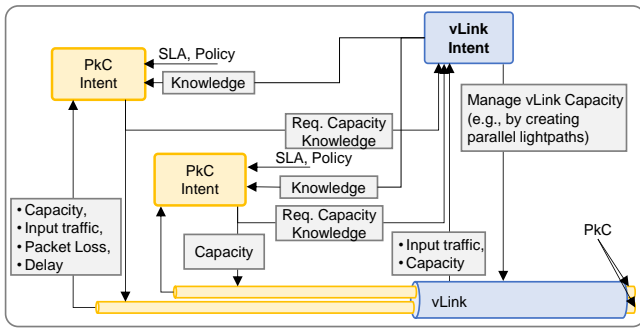 PkC
Intent
SLA, Policy
Knowledge
vLink
Intent
Manage vLink Capacity
(e.g., by creating
parallel lightpaths)
Req. Capacity
Knowledge
PkC
Intent
SLA, Policy
Knowledge
Req. Capacity
Knowledge
• Capacity,
• Input traffic,
• Packet Loss,
• Delay
Capacity
• Input traffic,
• Capacity
PkC
vLink